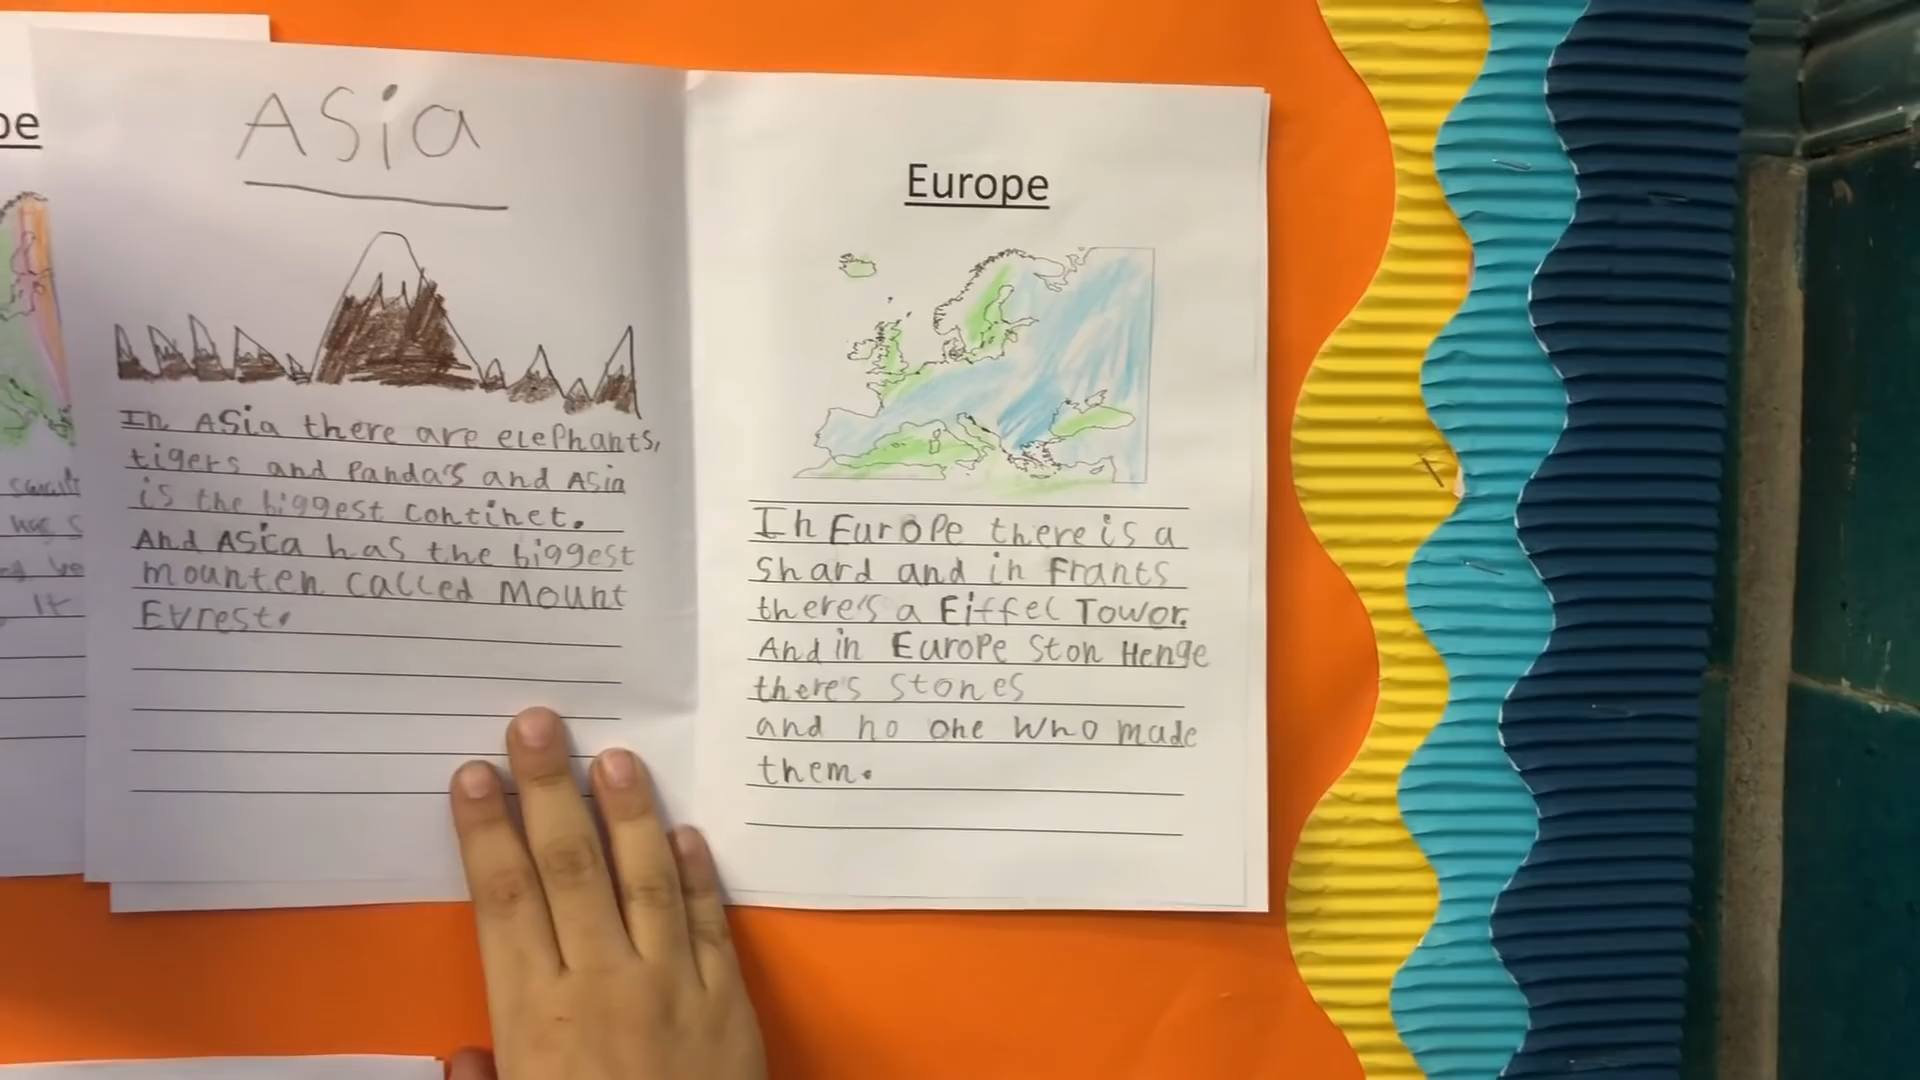 pe
ASia
In ASia there are elephants,
tigers and Panda's and Asia
is the biggest continet.
And ASia has the biggest
mounten called Mount
Evrest.
Europe
In Europe there is a
Shard and in Frants
there's a Eiffel Towor.
And in Europe Ston Henge
there's Stones
and no one Who made
them.
has
It